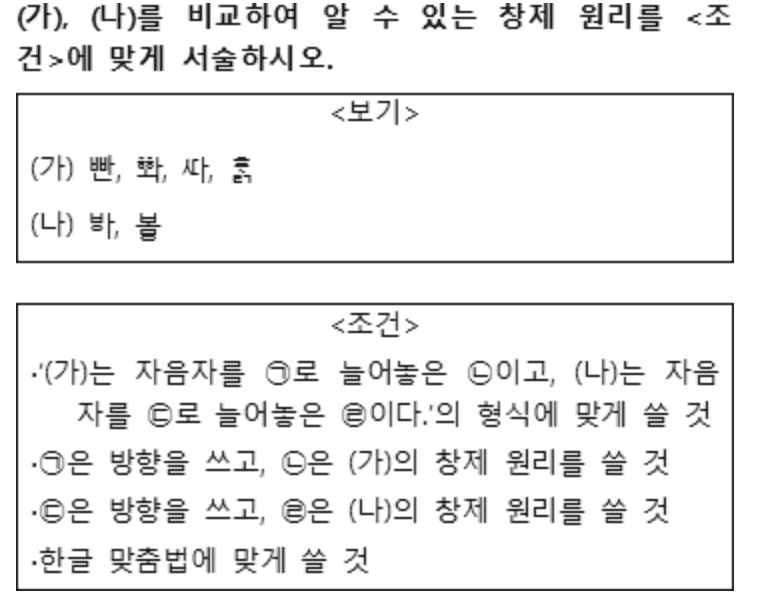 (가), (나)를 비교하여 알 수 있는 창제 원리를 <조
건>에 맞게 서술하시오.
<보기>
(가) 빤, ᄬᅪ, ᄯᅡ, ᄒᆞᆰ
(나) ᄫᅡ, ᄫᅩᆯ
<조건>
·'(가)는 자음자를 ㉠로 늘어놓은 ㉡이고, (나)는 자음
자를 ㉢로 늘어놓은 ㉣이다.'의 형식에 맞게 쓸 것
·㉠은 방향을 쓰고, ㉡은 (가)의 창제 원리를 쓸 것
·㉢은 방향을 쓰고, ㉣은 (나)의 창제 원리를 쓸 것
·한글 맞춤법에 맞게 쓸 것